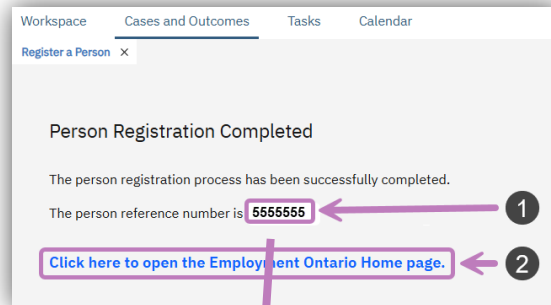 Workspace Cases and Outcomes Tasks Calendar
Register a Person ×
Person Registration Completed
The person registration process has been successfully completed.
The person reference number is 5555555
1
Click here to open the Employment Ontario Home page.
2